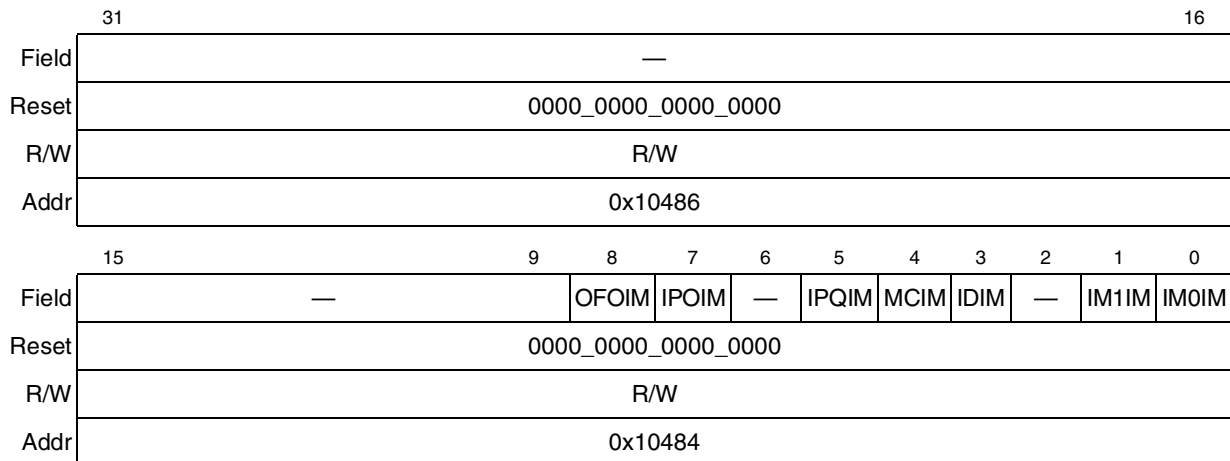 31 16
Field —
Reset 0000_0000_0000_0000
R/W R/W
Addr 0x10486
15 9 8 7 6 5 4 3 2 1 0
Field — OFOIM IPOIM — IPQIM MCIM IDIM — IM1IM IM0IM
Reset 0000_0000_0000_0000
R/W R/W
Addr 0x10484